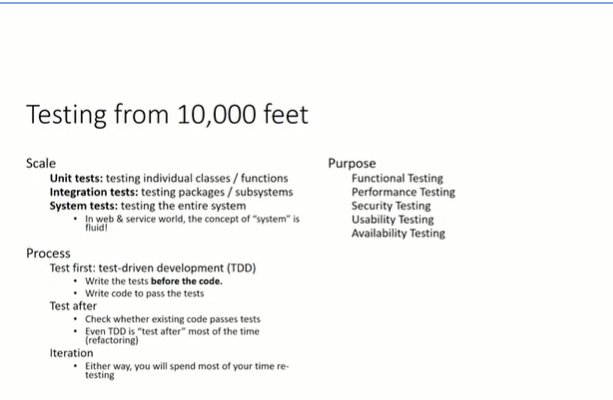 Testing from 10,000 feet
Scale
Unit tests: testing individual classes / functions
Integration tests: testing packages / subsystems
System tests: testing the entire system
• In web & service world, the concept of "system" is
fluid!
Process
Test first: test-driven development (TDD)
• Write the tests before the code.
• Write code to pass the tests
Test after
• Check whether existing code passes tests
• Even TDD is "test after" most of the time
(refactoring)
Iteration
• Either way, you will spend most of your time re-
testing
Purpose
Functional Testing
Performance Testing
Security Testing
Usability Testing
Availability Testing